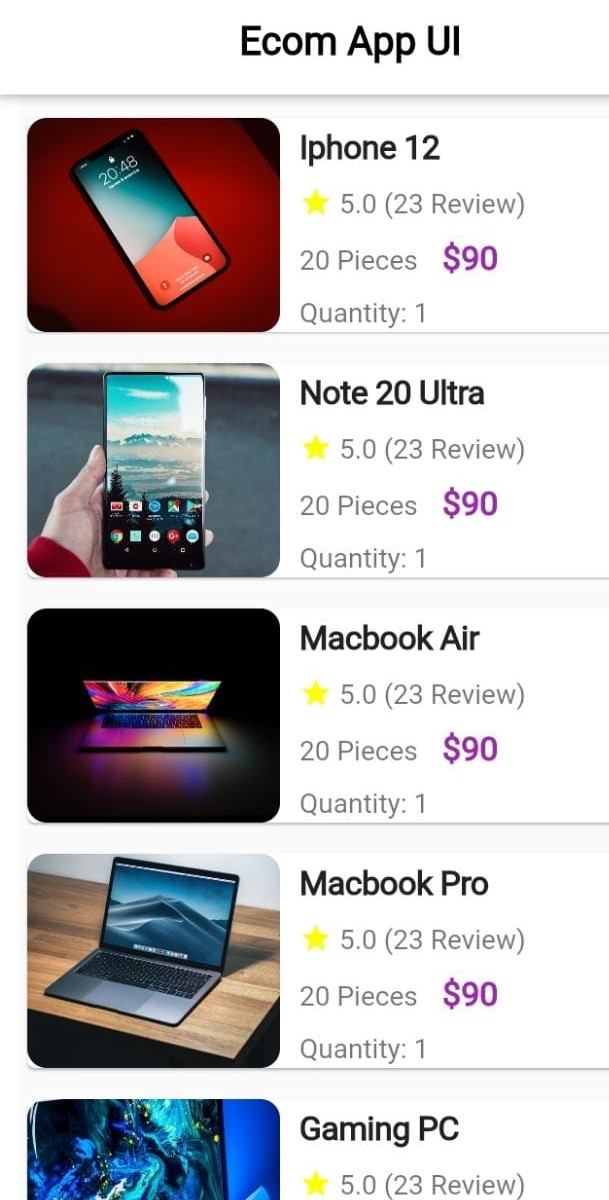 Ecom App UI
20:48
Iphone 12
5.0 (23 Review)
20 Pieces $90
Quantity: 1
Note 20 Ultra
5.0 (23 Review)
20 Pieces $90
Quantity: 1
Macbook Air
5.0 (23 Review)
20 Pieces $90
Quantity: 1
Macbook Pro
5.0 (23 Review)
20 Pieces $90
Quantity: 1
Gaming PC
5.0 (23 Review)